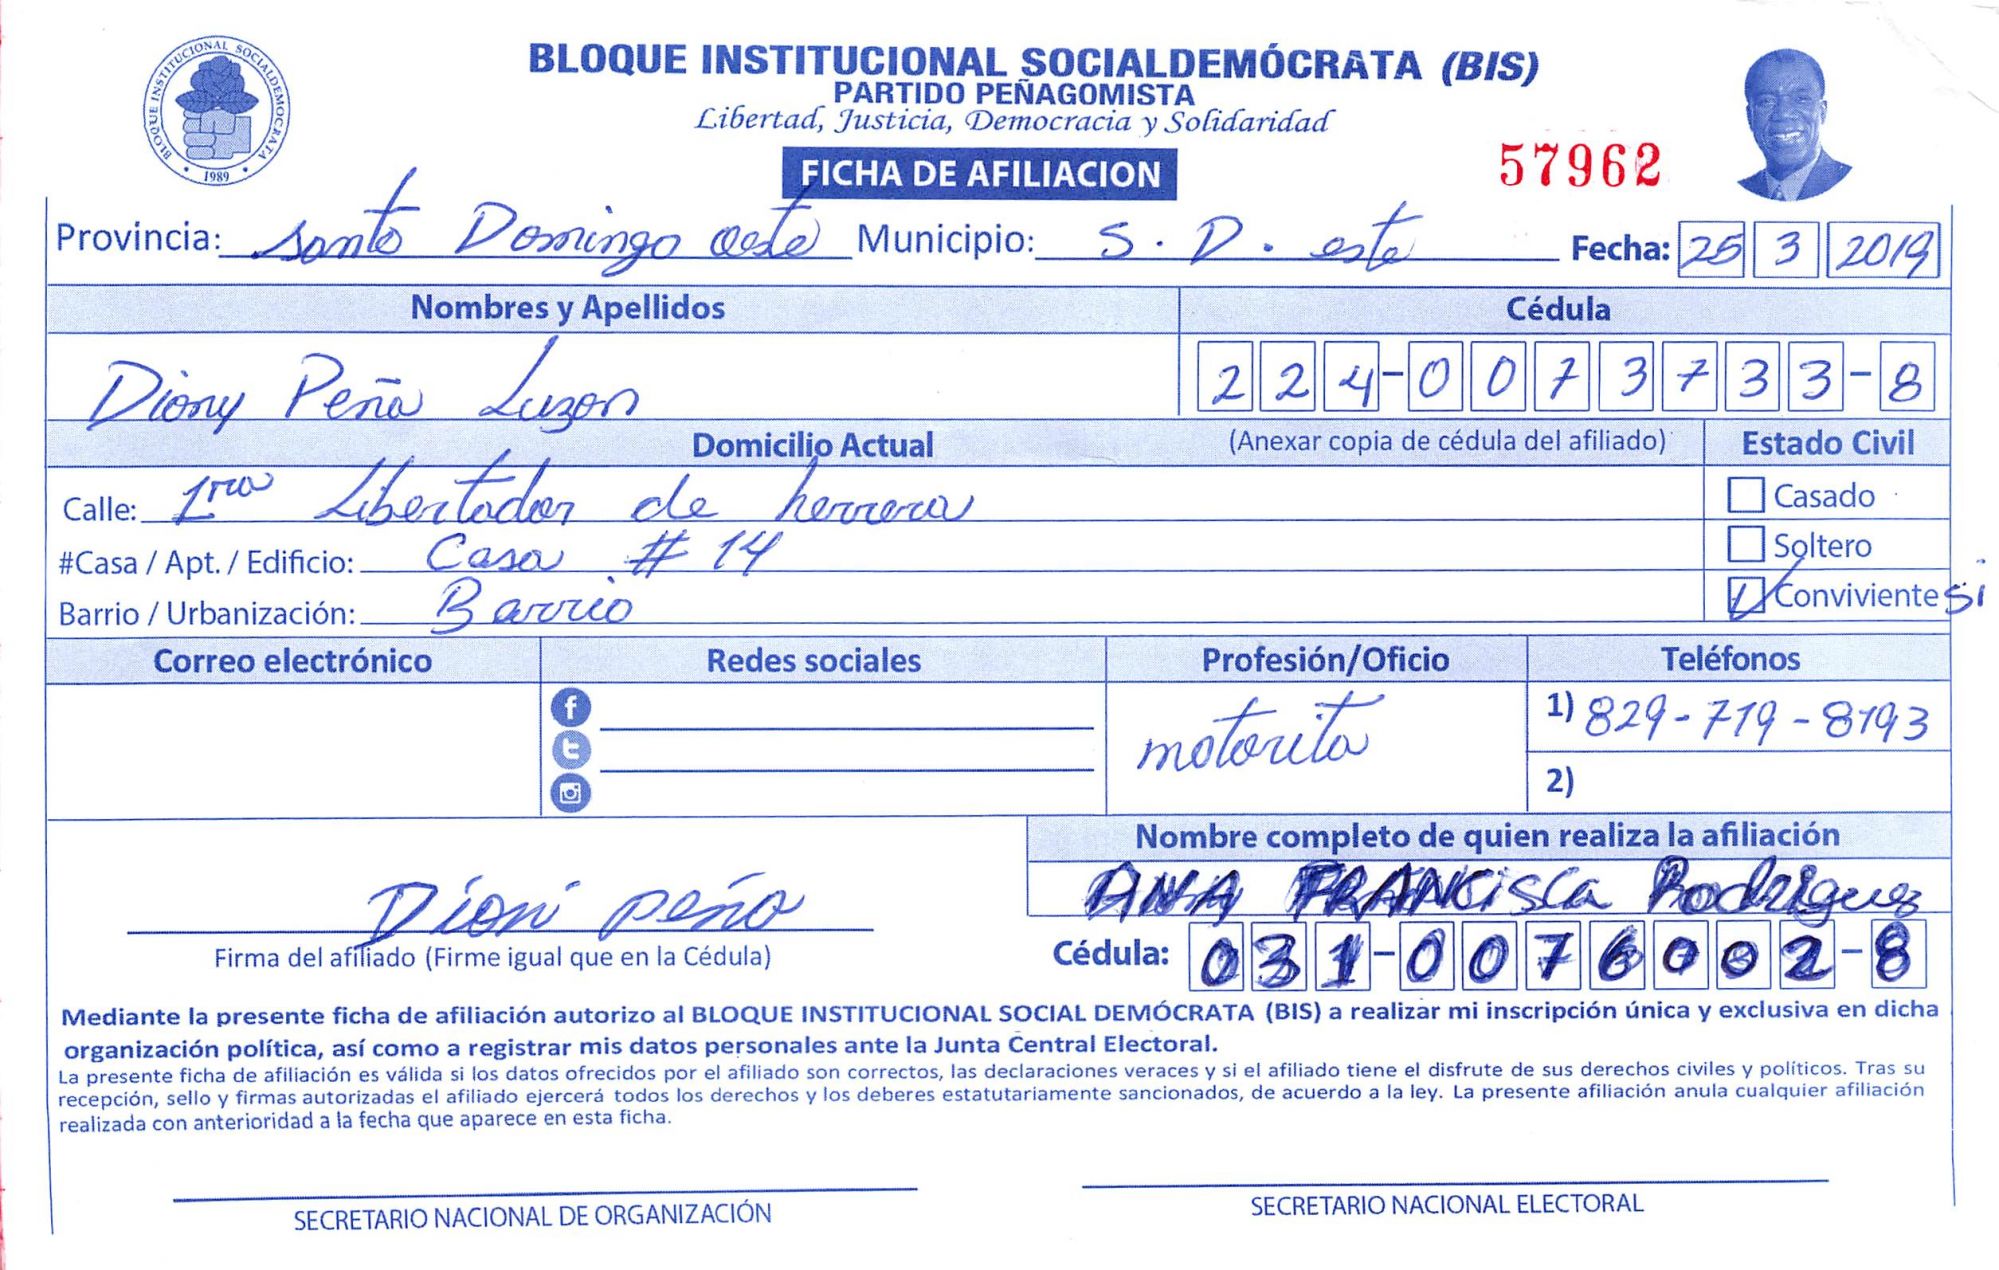 BLOQUE INSTITUCIONAL SOCIALDEMOCRATA
1989
BLOQUE INSTITUCIONAL SOCIALDEMÓCRATA (BIS)
PARTIDO PEÑAGOMISTA
Libertad, Justicia, Democracia y Solidaridad
FICHA DE AFILIACION
57962
Provincia: Santo Domingo oeste Municipio: S. D. este Fecha: 25 3 2019
Nombres y Apellidos Cédula
Diony Peña Luzon 224-0073733-8
Domicilio Actual (Anexar copia de cédula del afiliado) Estado Civil
Calle: 1ra Libertador de herrera Casado
#Casa / Apt. / Edificio: Casa # 14 Soltero
Barrio / Urbanización: Barrio Conviviente Si
Correo electrónico Redes sociales Profesión/Oficio Teléfonos
motorita 1) 829-719-8193
2)
Nombre completo de quien realiza la afiliación
Dioni peña ANA FRANCisca Rodriguez
Firma del afiliado (Firme igual que en la Cédula) Cédula: 031-0076002-8
Mediante la presente ficha de afiliación autorizo al BLOQUE INSTITUCIONAL SOCIAL DEMÓCRATA (BIS) a realizar mi inscripción única y exclusiva en dicha
organización política, así como a registrar mis datos personales ante la Junta Central Electoral.
La presente ficha de afiliación es válida si los datos ofrecidos por el afiliado son correctos, las declaraciones veraces y si el afiliado tiene el disfrute de sus derechos civiles y políticos. Tras su
recepción, sello y firmas autorizadas el afiliado ejercerá todos los derechos y los deberes estatutariamente sancionados, de acuerdo a la ley. La presente afiliación anula cualquier afiliación
realizada con anterioridad a la fecha que aparece en esta ficha.
SECRETARIO NACIONAL DE ORGANIZACIÓN SECRETARIO NACIONAL ELECTORAL